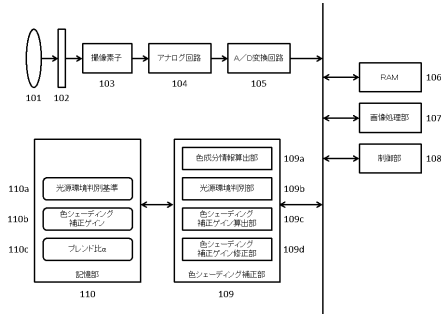 撮像素子
アナログ回路
A/D変換回路
101
102
103
104
105
RAM
106
画像処理部
107
制御部
108
色成分情報算出部
109a
110a
光源環境判別基準
光源環境判別部
109b
110b
色シェーディング
補正ゲイン
色シェーディング
補正ゲイン算出部
109c
110c
ブレンド比α
色シェーディング
補正ゲイン修正部
109d
記憶部
色シェーディング補正部
110
109